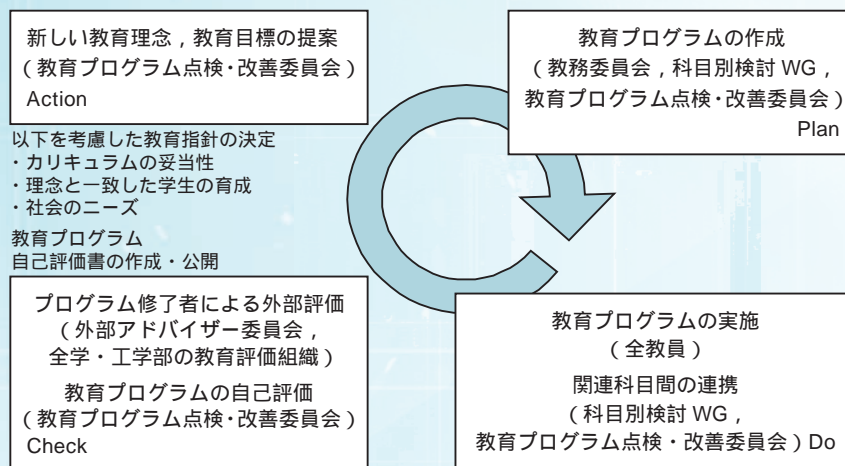 新しい教育理念，教育目標の提案
（教育プログラム点検・改善委員会）
Action
以下を考慮した教育指針の決定
・カリキュラムの妥当性
・理念と一致した学生の育成
・社会のニーズ
教育プログラム
自己評価書の作成・公開
プログラム修了者による外部評価
（外部アドバイザー委員会，
全学・工学部の教育評価組織）
教育プログラムの自己評価
（教育プログラム点検・改善委員会）
Check
教育プログラムの作成
（教務委員会，科目別検討 WG，
教育プログラム点検・改善委員会）
Plan
教育プログラムの実施
（全教員）
関連科目間の連携
（科目別検討 WG，
教育プログラム点検・改善委員会）Do